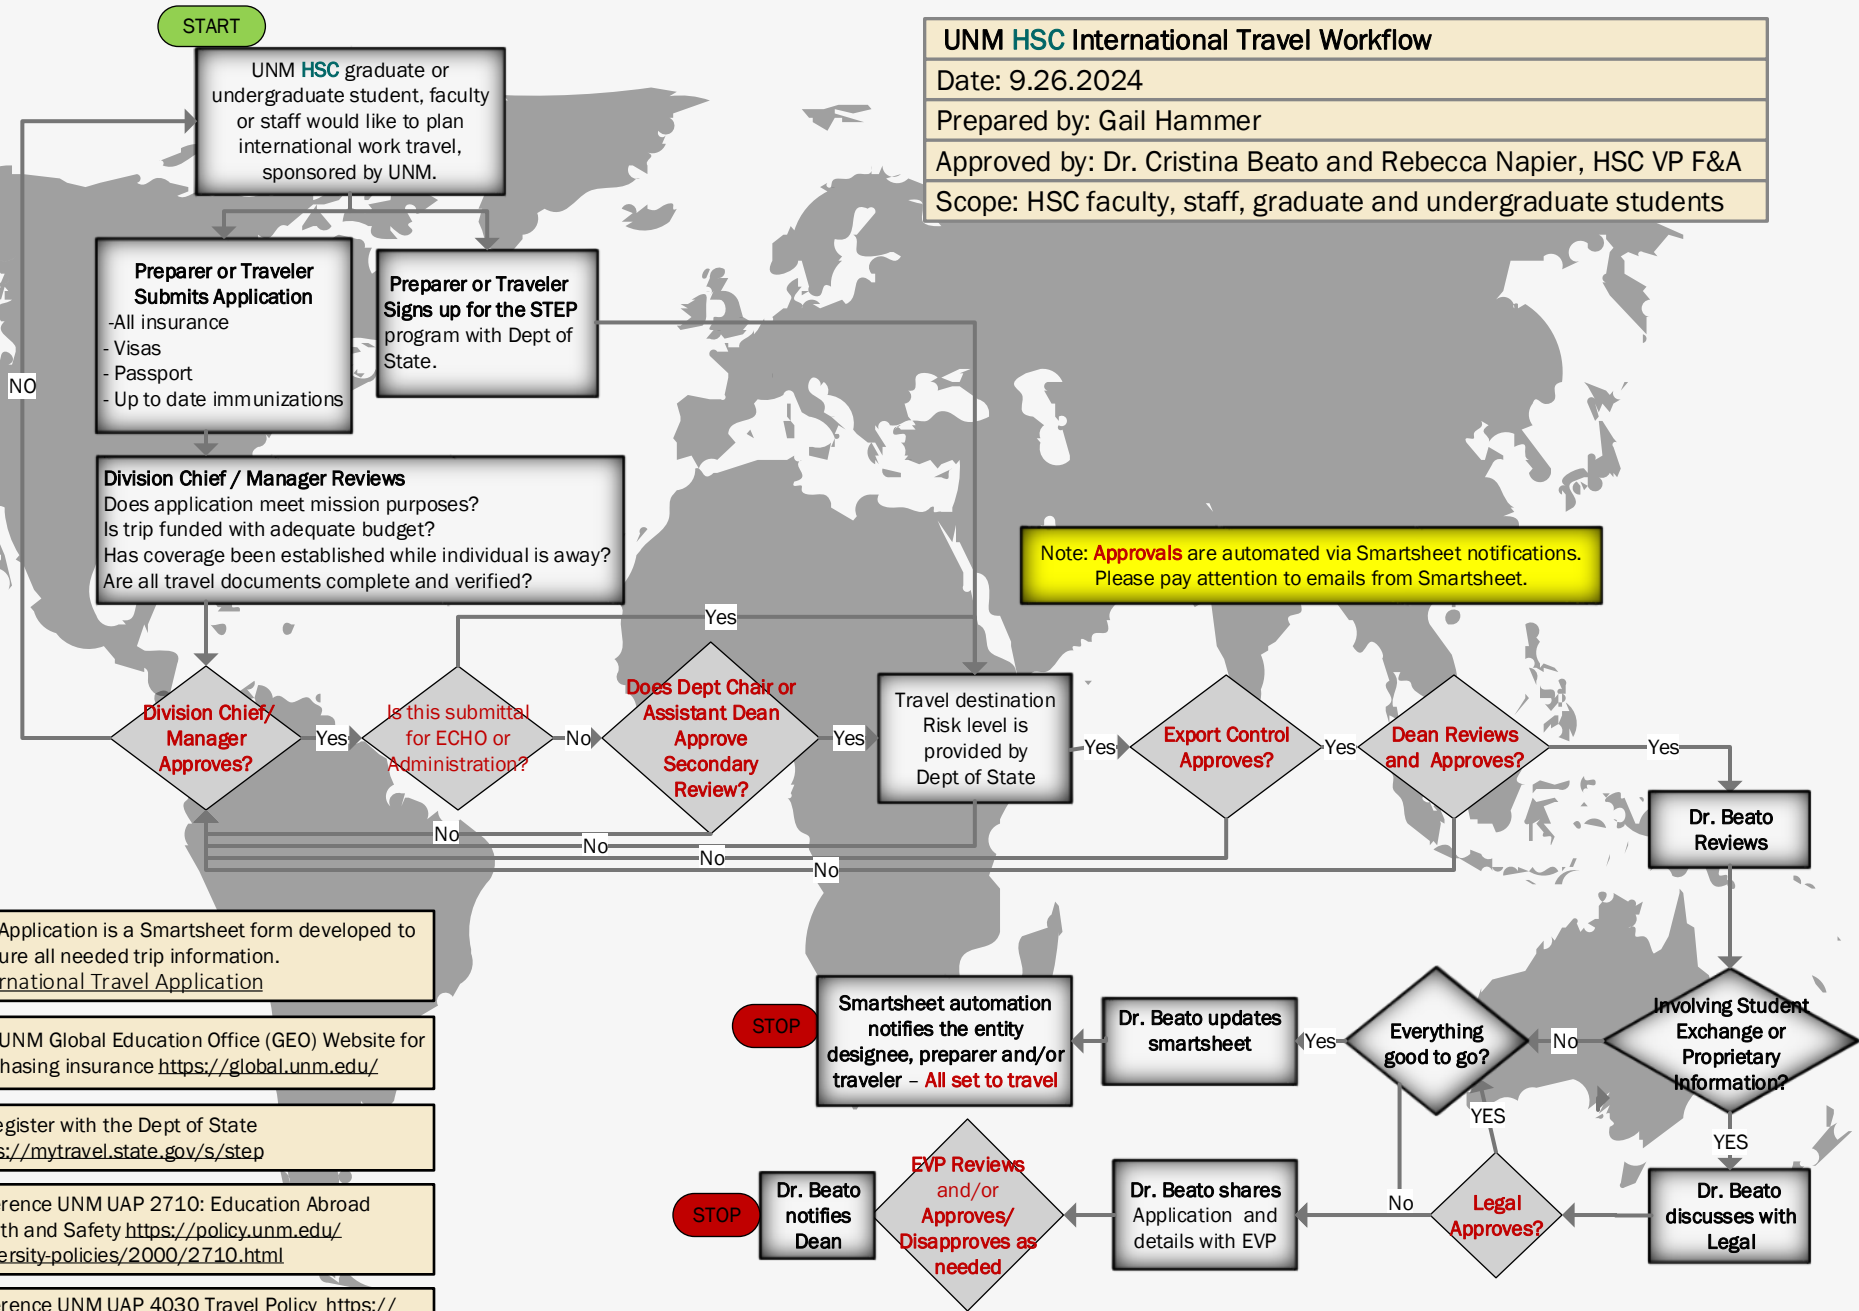 START
UNM HSC graduate or
undergraduate student, faculty
or staff would like to plan
international work travel,
sponsored by UNM.
UNM HSC International Travel Workflow
Date: 9.26.2024
Prepared by: Gail Hammer
Approved by: Dr. Cristina Beato and Rebecca Napier, HSC VP F&A
Scope: HSC faculty, staff, graduate and undergraduate students
Preparer or Traveler
Submits Application
-All insurance
- Visas
- Passport
- Up to date immunizations
Preparer or Traveler
Signs up for the STEP
program with Dept of
State.
NO
Division Chief / Manager Reviews
Does application meet mission purposes?
Is trip funded with adequate budget?
Has coverage been established while individual is away?
Are all travel documents complete and verified?
Note: Approvals are automated via Smartsheet notifications.
Please pay attention to emails from Smartsheet.
Yes
Division Chief/
Manager
Approves?
Yes
Is this submittal
for ECHO or
Administration?
No
Does Dept Chair or
Assistant Dean
Approve
Secondary
Review?
Yes
Travel destination
Risk level is
provided by
Dept of State
Yes
Export Control
Approves?
Yes
Dean Reviews
and Approves?
Yes
Dr. Beato
Reviews
No
No
No
No
Application is a Smartsheet form developed to
ure all needed trip information.
rnational Travel Application
UNM Global Education Office (GEO) Website for
hasing insurance https://global.unm.edu/
egister with the Dept of State
s://mytravel.state.gov/s/step
erence UNM UAP 2710: Education Abroad
th and Safety https://policy.unm.edu/
ersity-policies/2000/2710.html
erence UNM UAP 4030 Travel Policy https://
STOP
Smartsheet automation
notifies the entity
designee, preparer and/or
traveler – All set to travel
Dr. Beato updates
smartsheet
Yes
Everything
good to go?
No
Involving Student
Exchange or
Proprietary
Information?
YES
YES
STOP
Dr. Beato
notifies
Dean
EVP Reviews
and/or
Approves/
Disapproves as
needed
Dr. Beato shares
Application and
details with EVP
No
Legal
Approves?
Dr. Beato
discusses with
Legal